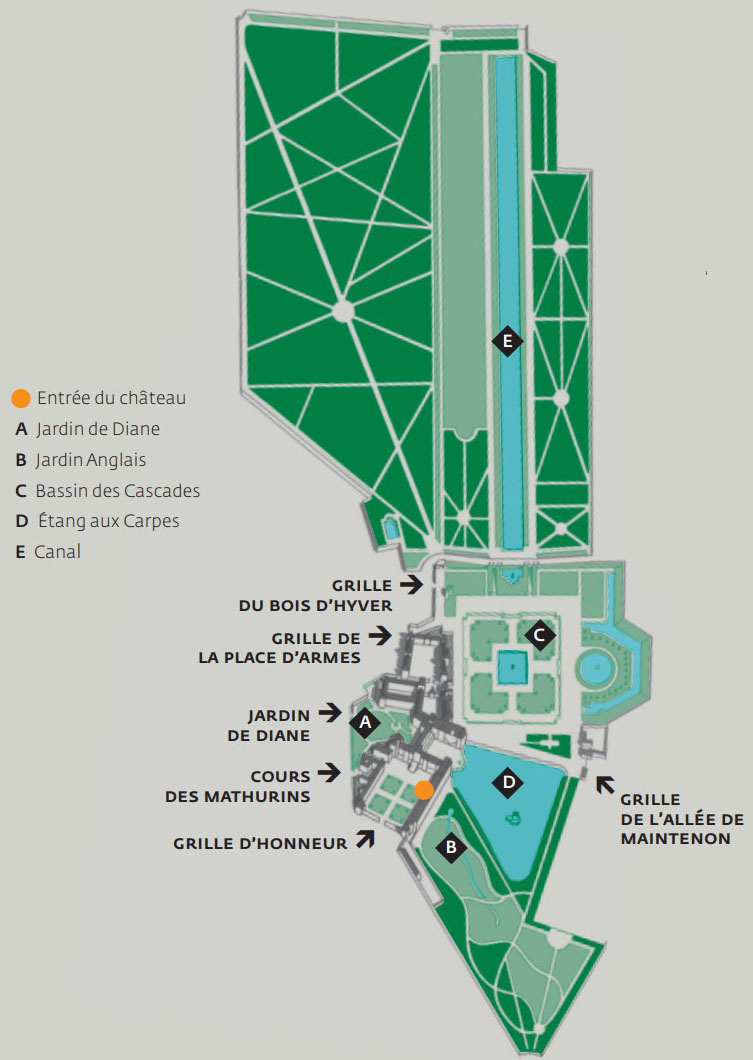 Entrée du château
A Jardin de Diane
B Jardin Anglais
C Bassin des Cascades
D Étang aux Carpes
E Canal
E
GRILLE
DU BOIS D'HYVER
GRILLE DE
LA PLACE D'ARMES
C
JARDIN
DE DIANE
A
COURS
DES MATHURINS
D
GRILLE
DE L'ALLÉE DE
MAINTENON
GRILLE D'HONNEUR
B